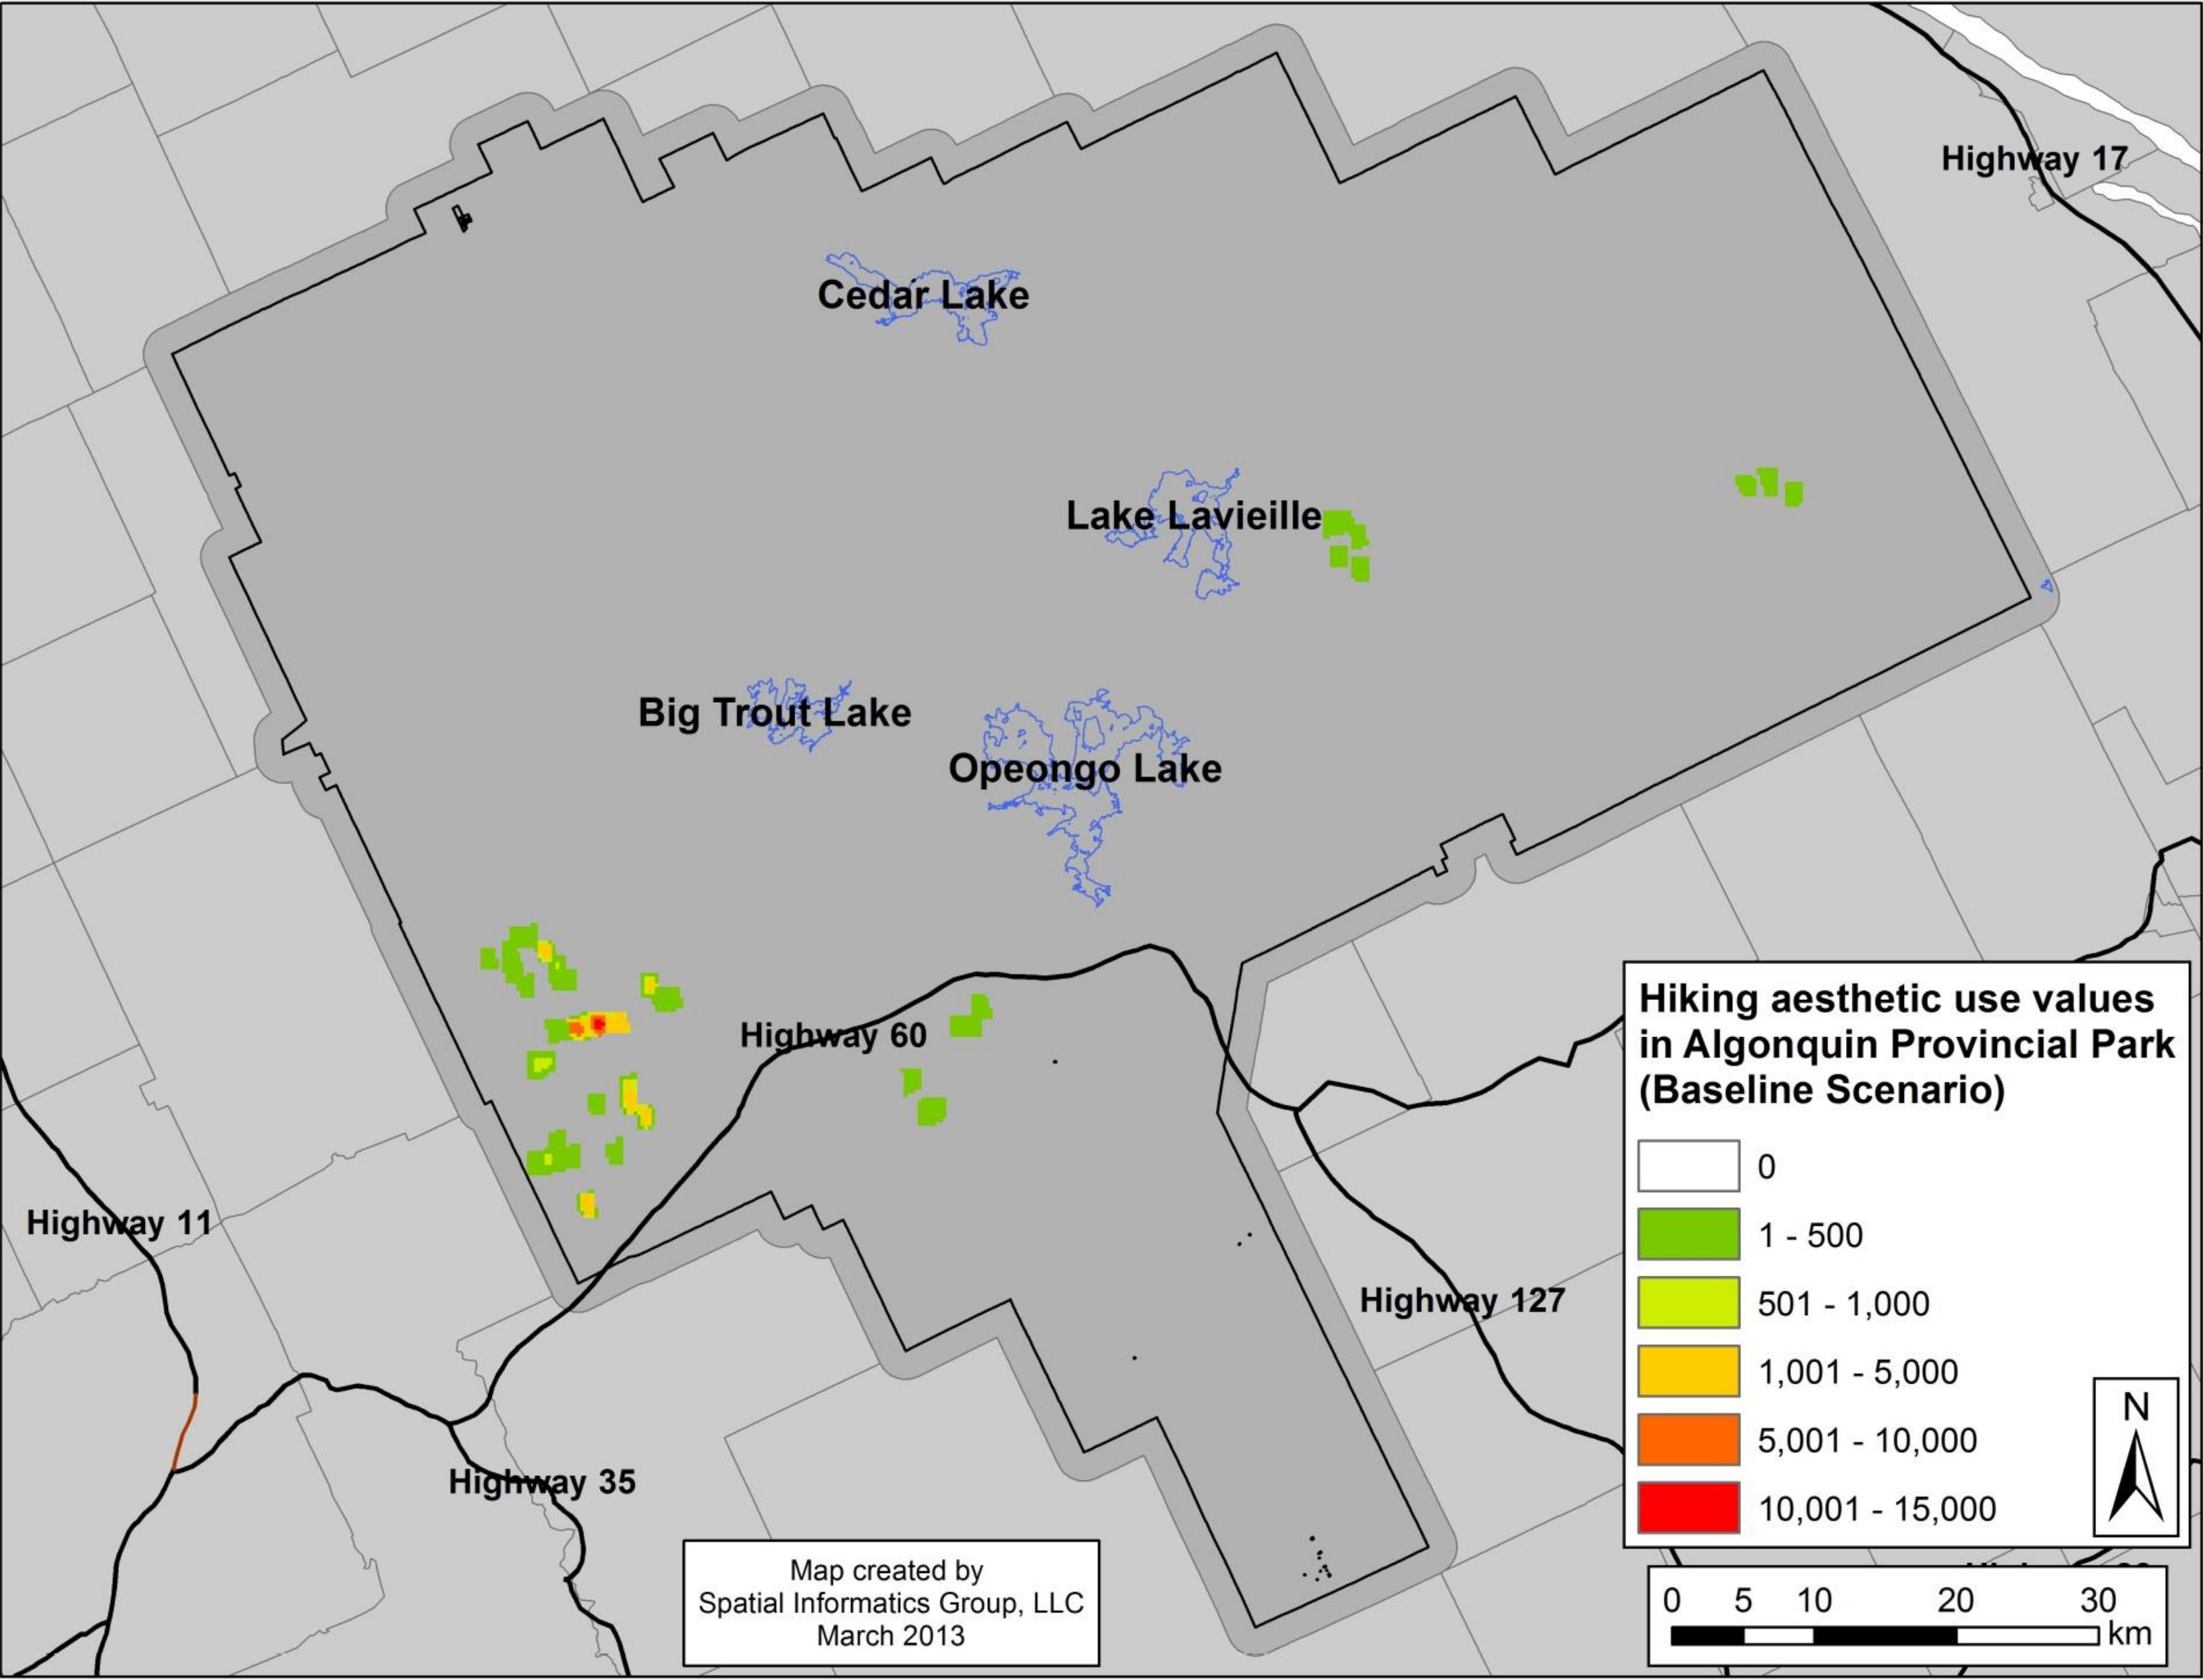 Highway 17
Cedar Lake
Lake Lavieille
Big Trout Lake
Opeongo Lake
Highway 60
Highway 11
Highway 127
Highway 35
Hiking aesthetic use values
in Algonquin Provincial Park
(Baseline Scenario)
0
1 - 500
501 - 1,000
1,001 - 5,000
5,001 - 10,000
10,001 - 15,000
N
Map created by
Spatial Informatics Group, LLC
March 2013
0 5 10 20 30
km